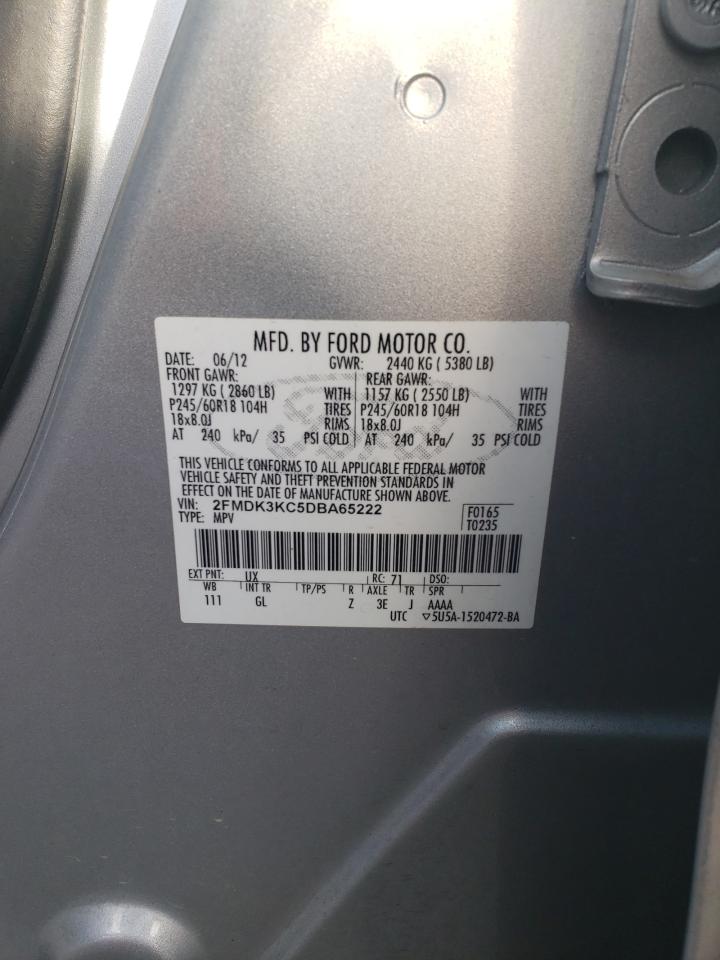 MFD. BY FORD MOTOR CO.
DATE: 06/12 GVWR: 2440 KG ( 5380 LB)
FRONT GAWR: REAR GAWR:
1297 KG ( 2860 LB) WITH 1157 KG ( 2550 LB) WITH
P245/60R18 104H TIRES P245/60R18 104H TIRES
18x8.0J RIMS 18x8.0J RIMS
AT 240 kPa/ 35 PSI COLD AT 240 kPa/ 35 PSI COLD
THIS VEHICLE CONFORMS TO ALL APPLICABLE FEDERAL MOTOR
VEHICLE SAFETY AND THEFT PREVENTION STANDARDS IN
EFFECT ON THE DATE OF MANUFACTURE SHOWN ABOVE.
VIN: 2FMDK3KC5DBA65222 F0165
TYPE: MPV T0235
EXT PNT: UX RC: 71 DSO:
WB INT TR TP/PS R AXLE TR SPR
111 GL Z 3E J AAAA
UTC ▽5U5A-1520472-BA